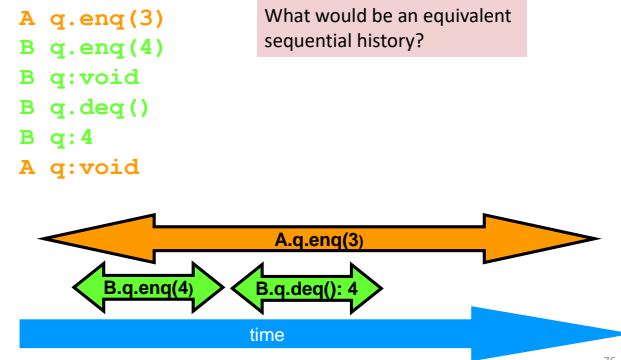 A q.enq(3)
B q.enq(4)
B q:void
B q.deq()
B q:4
A q:void
What would be an equivalent
sequential history?
A.q.enq(3)
B.q.enq(4)
B.q.deq(): 4
time
76